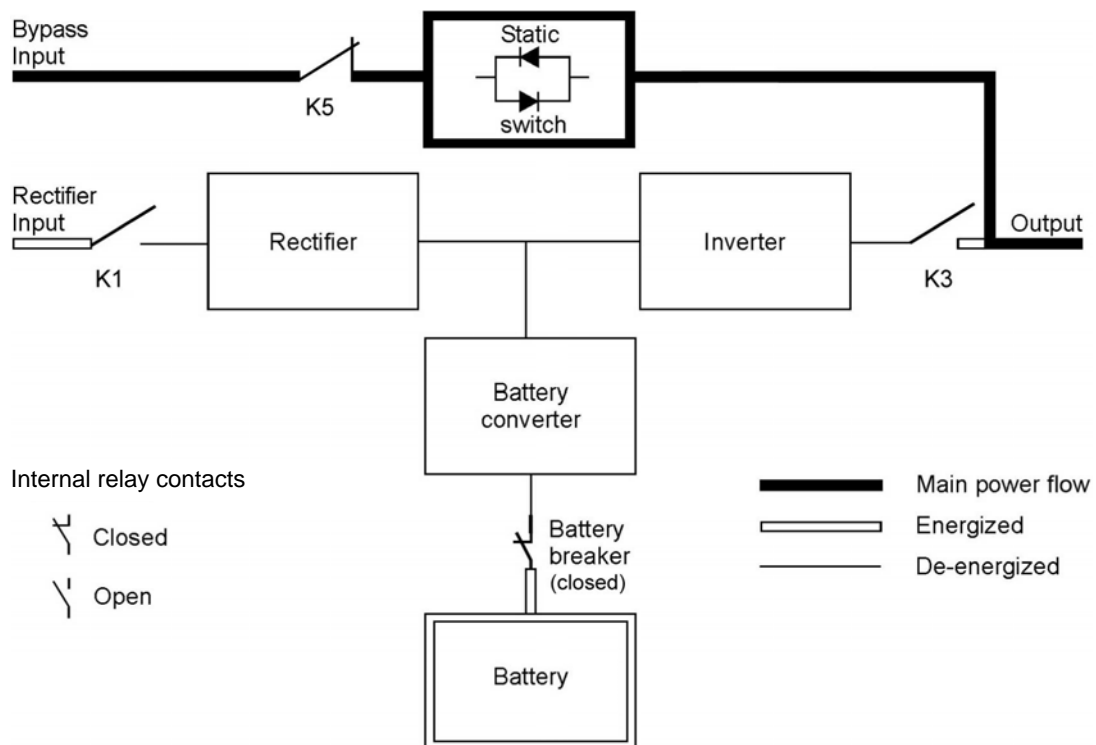 Bypass
Input
K5
Static
switch
Rectifier
Input
K1
Rectifier
Inverter
K3
Output
Battery
converter
Battery
breaker
(closed)
Battery
Internal relay contacts
Closed
Open
Main power flow
Energized
De-energized